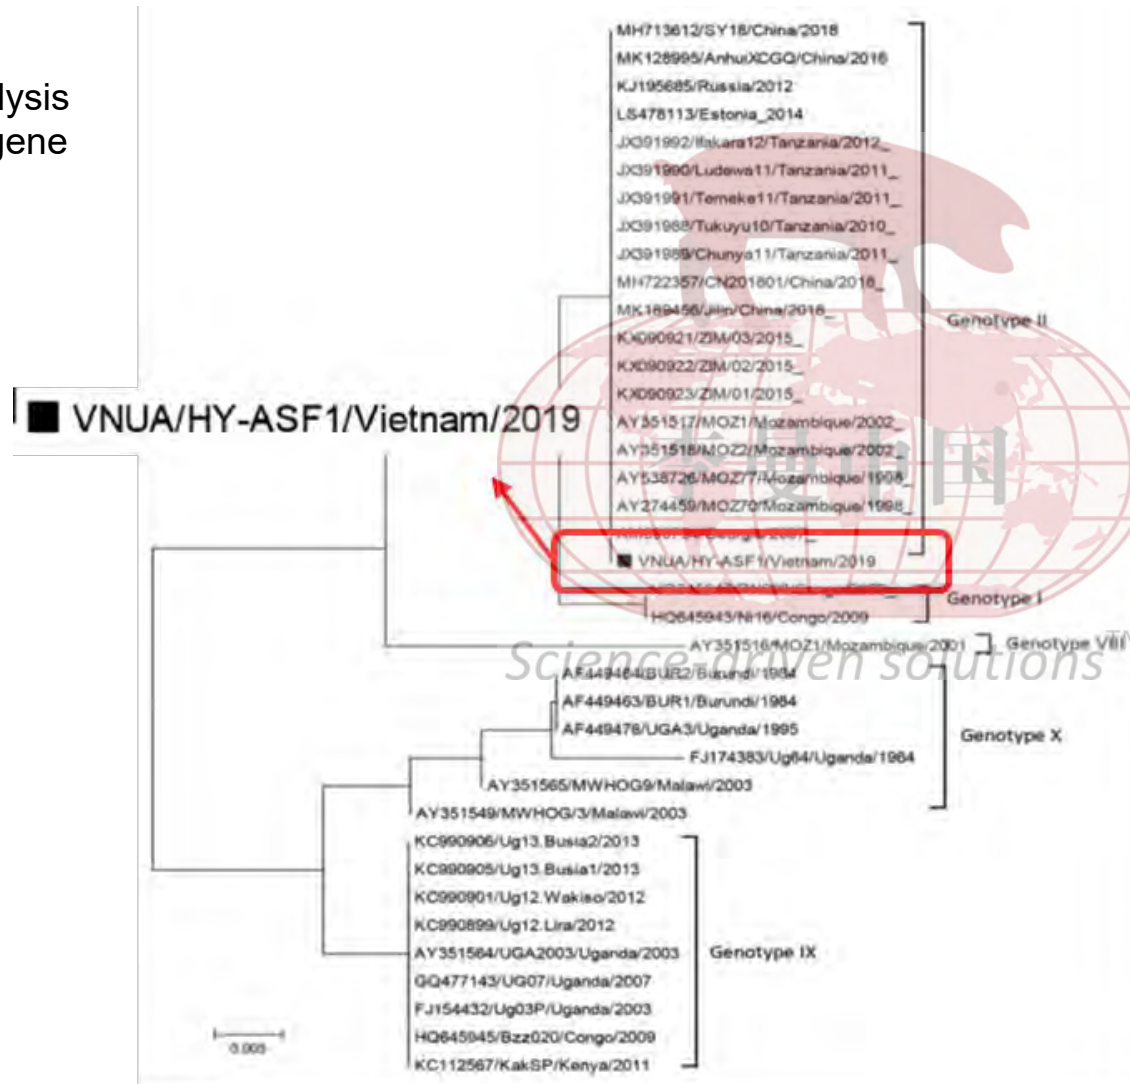 lysis
gene
MH713612/SY18/China/2018
MK128995/AnhuiXCGQ/China/2018
KJ195685/Russia/2012
LS478113/Estonia_2014
JX391992/Ifakara12/Tanzania/2012_
JX391990/Ludewa11/Tanzania/2011_
JX391991/Temeke11/Tanzania/2011_
JX391988/Tukuyu10/Tanzania/2010_
JX391989/Chunya11/Tanzania/2011_
MH722357/CN201801/China/2018_
MK189456/Jilin/China/2018_
Genotype II
KX090921/ZIM/03/2015_
KX090922/ZIM/02/2015_
KX090923/ZIM/01/2015_
VNUA/HY-ASF1/Vietnam/2019
AY351517/MOZ1/Mozambique/2002_
AY351518/MOZ2/Mozambique/2002_
李曼中国
AY538726/MOZ77/Mozambique/1998_
AY274459/MOZ70/Mozambique/1998_
VNUA/HY-ASF1/Vietnam/2019
Genotype I
HQ645943/Ni16/Congo/2009
AY351516/MOZ1/Mozambique/2001
Genotype VIII
Science-driven solutions
AF449464/BUR2/Burundi/1984
AF449463/BUR1/Burundi/1984
AF449476/UGA3/Uganda/1995
Genotype X
FJ174383/Ug64/Uganda/1964
AY351565/MWHOG9/Malawi/2003
AY351549/MWHOG/3/Malawi/2003
KC990906/Ug13.Busia2/2013
KC990905/Ug13.Busia1/2013
KC990901/Ug12.Wakiso/2012
KC990899/Ug12.Lira/2012
AY351564/UGA2003/Uganda/2003
Genotype IX
GQ477143/UG07/Uganda/2007
FJ154432/Ug03P/Uganda/2003
HQ645945/Bzz020/Congo/2009
KC112567/KakSP/Kenya/2011
0.005